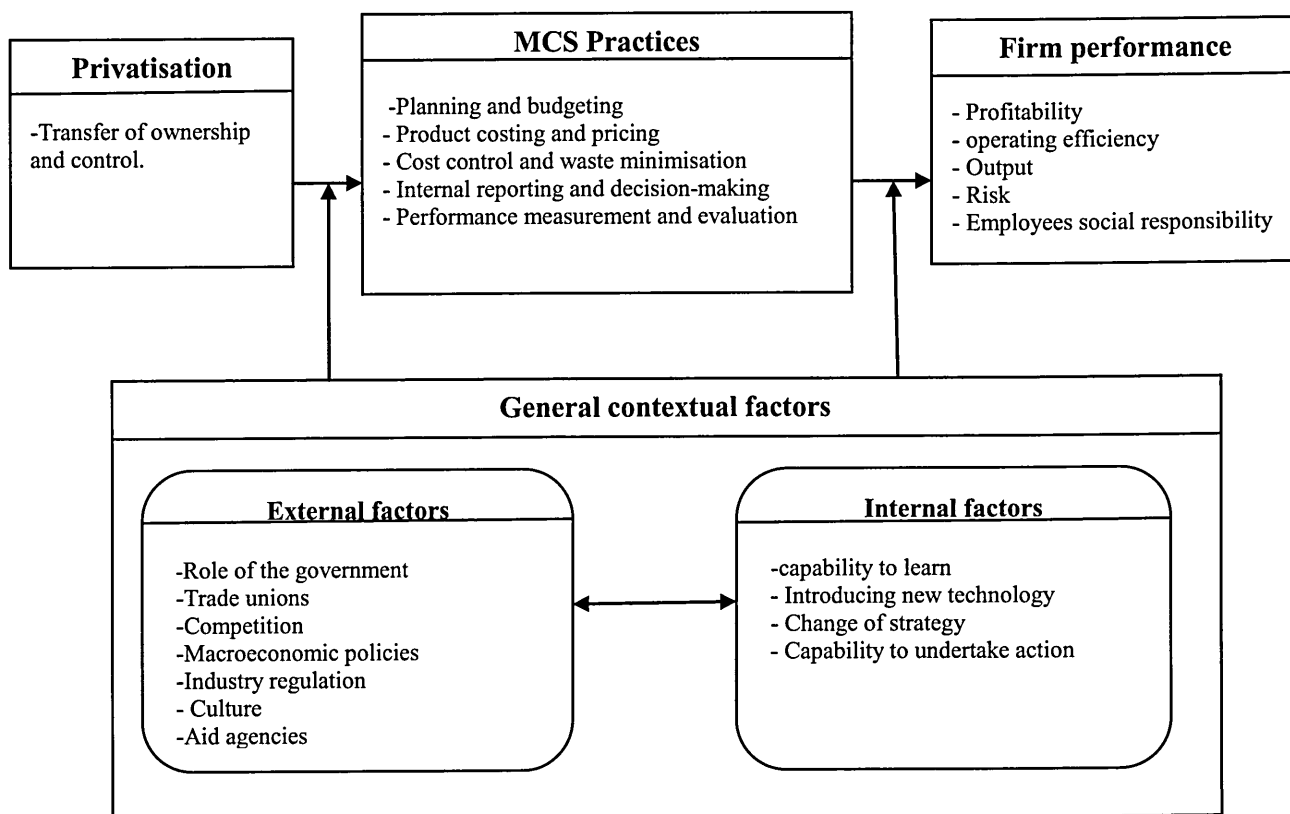 Privatisation
-Transfer of ownership
and control.
MCS Practices
-Planning and budgeting
- Product costing and pricing
- Cost control and waste minimisation
- Internal reporting and decision-making
- Performance measurement and evaluation
Firm performance
- Profitability
- operating efficiency
- Output
- Risk
- Employees social responsibility
General contextual factors
External factors
-Role of the government
-Trade unions
-Competition
-Macroeconomic policies
-Industry regulation
- Culture
-Aid agencies
Internal factors
-capability to learn
- Introducing new technology
- Change of strategy
- Capability to undertake action